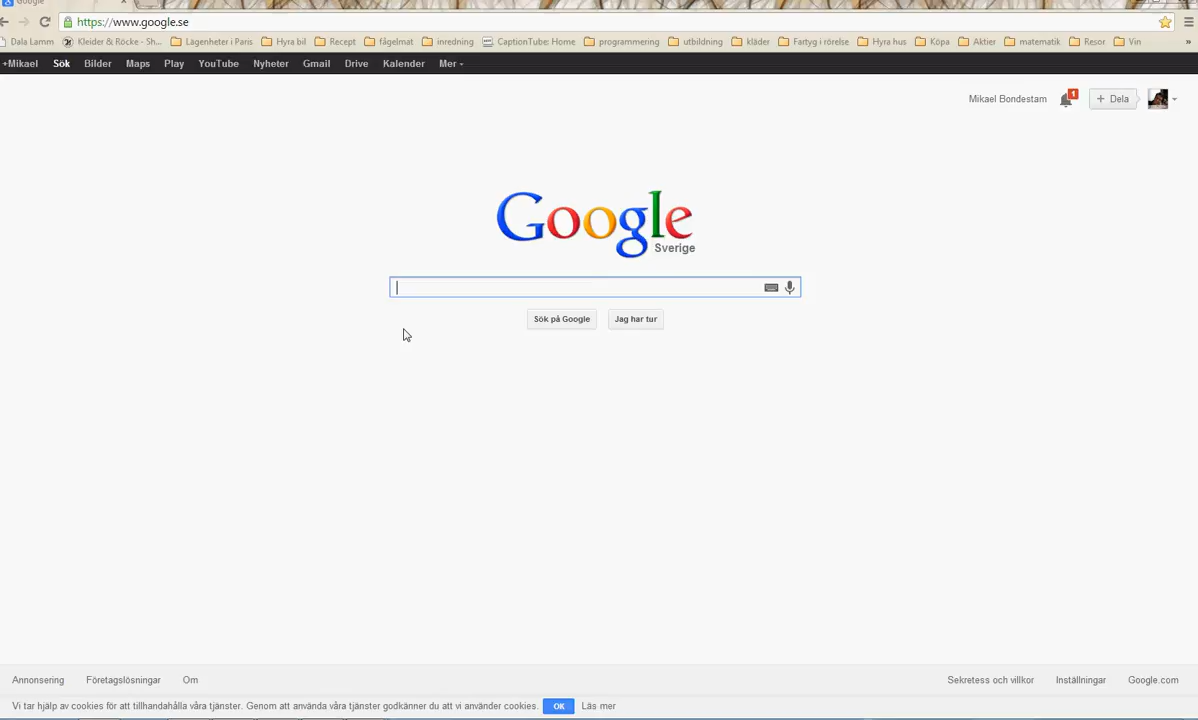 Google
https://www.google.se
Dala Lamm Kleider & Röcke - Sh... Lägenheter i Paris Hyra bil Recept fågelmat inredning CaptionTube: Home programmering utbildning kläder Fartyg i rörelse Hyra hus Köpa Aktier matematik Resor Vin »
+Mikael Sök Bilder Maps Play YouTube Nyheter Gmail Drive Kalender Mer
Mikael Bondestam 1 + Dela
Google
Sverige
Sök på Google Jag har tur
Annonsering Företagslösningar Om Sekretess och villkor Inställningar Google.com
Vi tar hjälp av cookies för att tillhandahålla våra tjänster. Genom att använda våra tjänster godkänner du att vi använder cookies. OK Läs mer